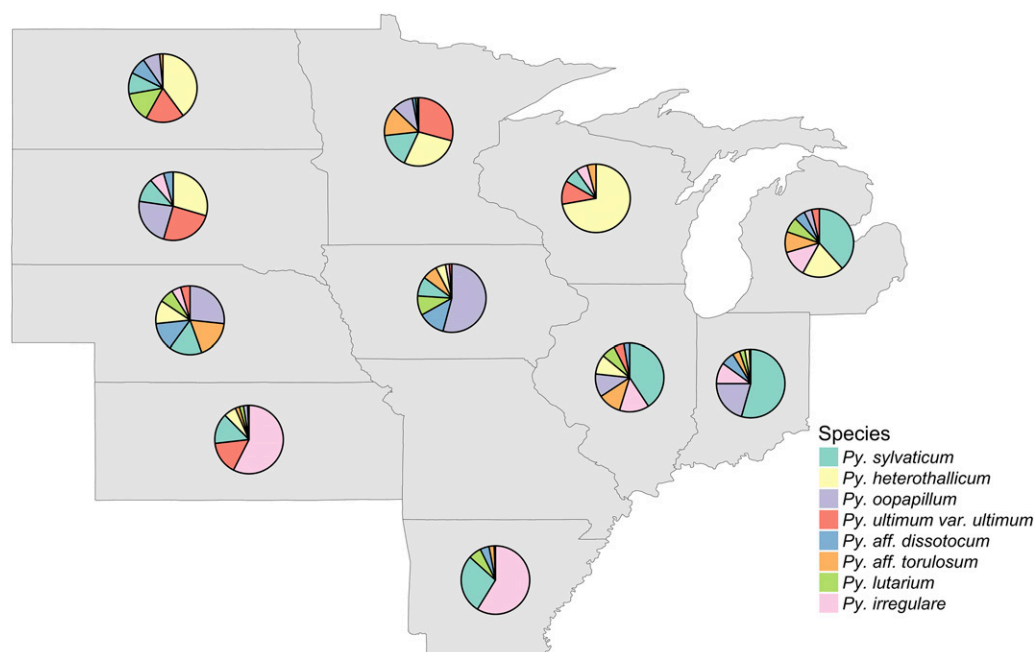 Species
Py. sylvaticum
Py. heterothallicum
Py. oopapillum
Py. ultimum var. ultimum
Py. aff. dissotocum
Py. aff. torulosum
Py. lutarium
Py. irregulare